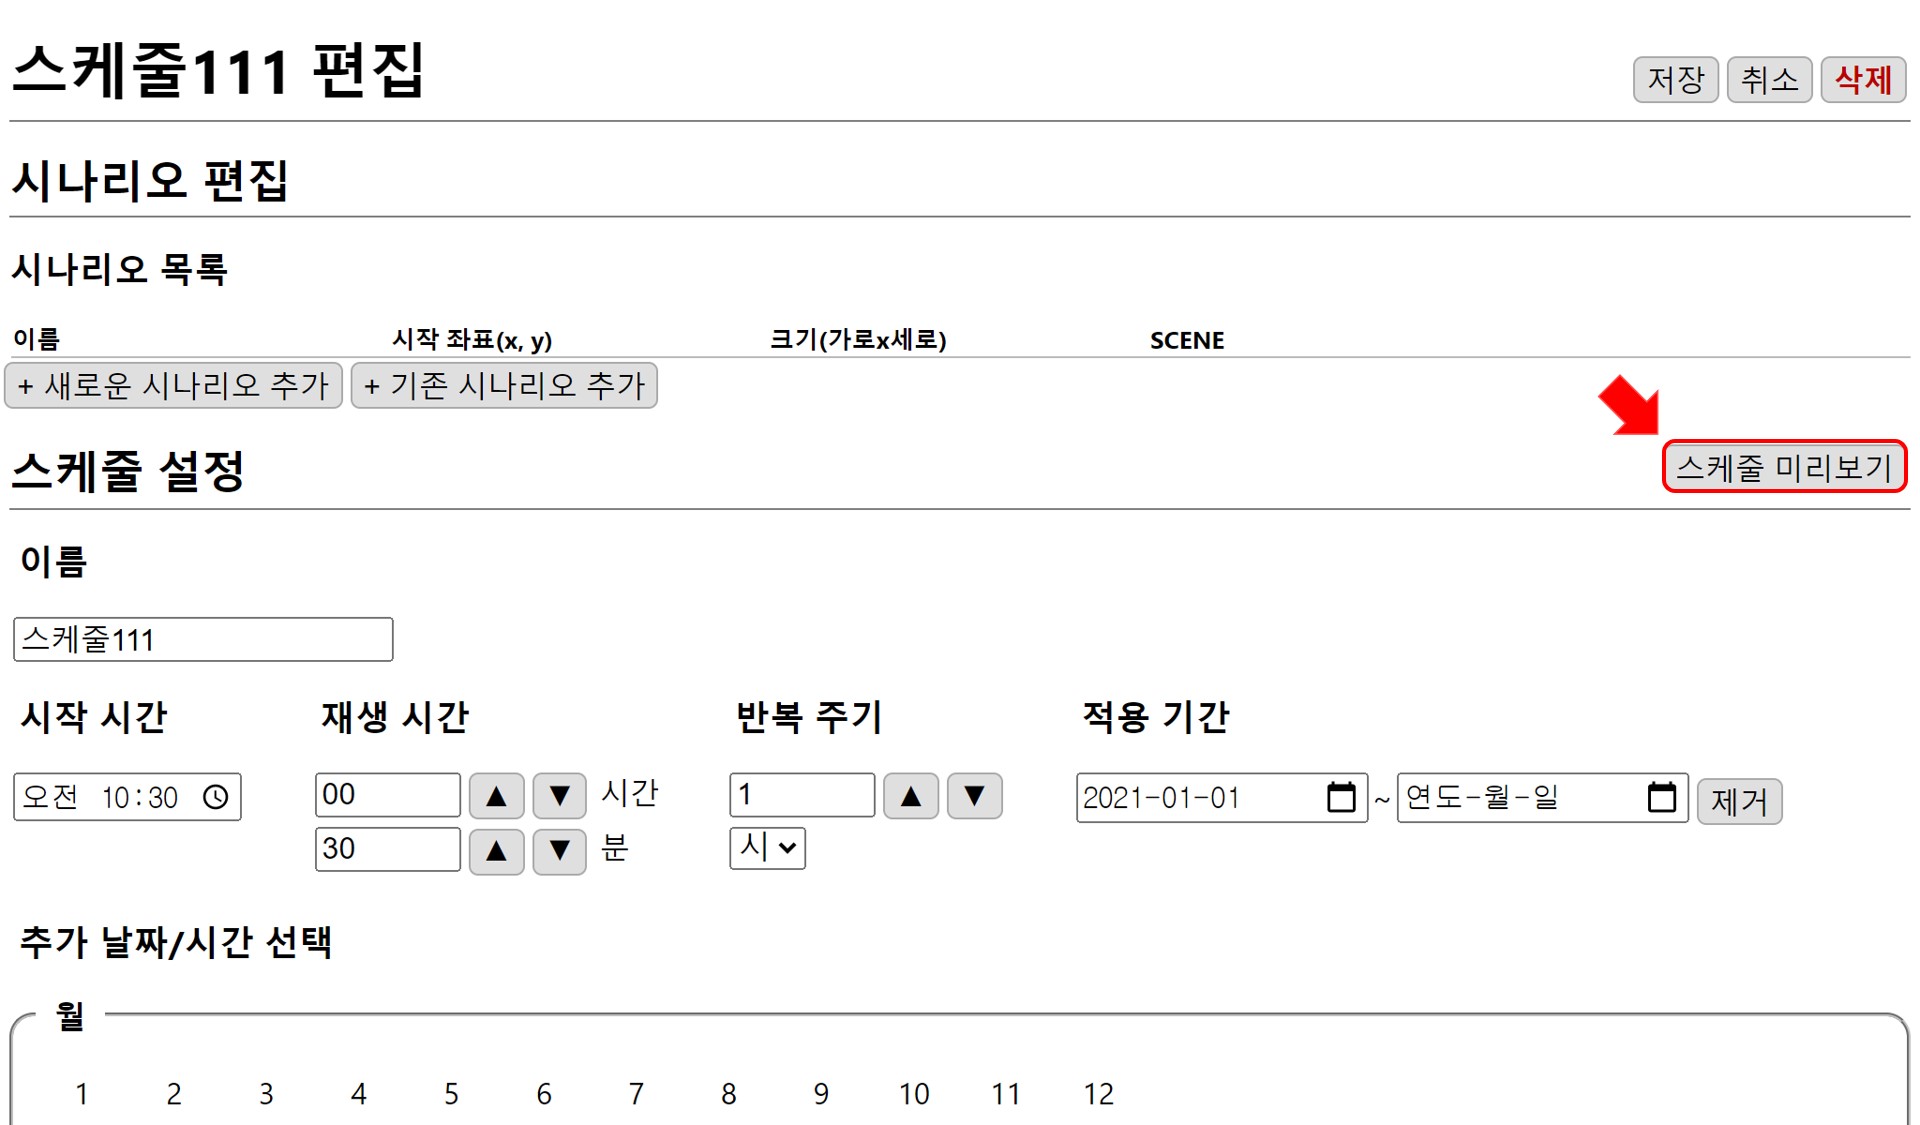 스케줄111 편집
저장 취소 삭제
시나리오 편집
시나리오 목록
이름 시작 좌표(x, y) 크기(가로x세로) SCENE
+ 새로운 시나리오 추가 + 기존 시나리오 추가
스케줄 설정 스케줄 미리보기
이름
스케줄111
시작 시간 재생 시간 반복 주기 적용 기간
오전 10:30 00 ▲ ▼ 시간 1 ▲ ▼ 2021-01-01 ~ 연도-월-일 제거
30 ▲ ▼ 분 시
추가 날짜/시간 선택
월
1 2 3 4 5 6 7 8 9 10 11 12